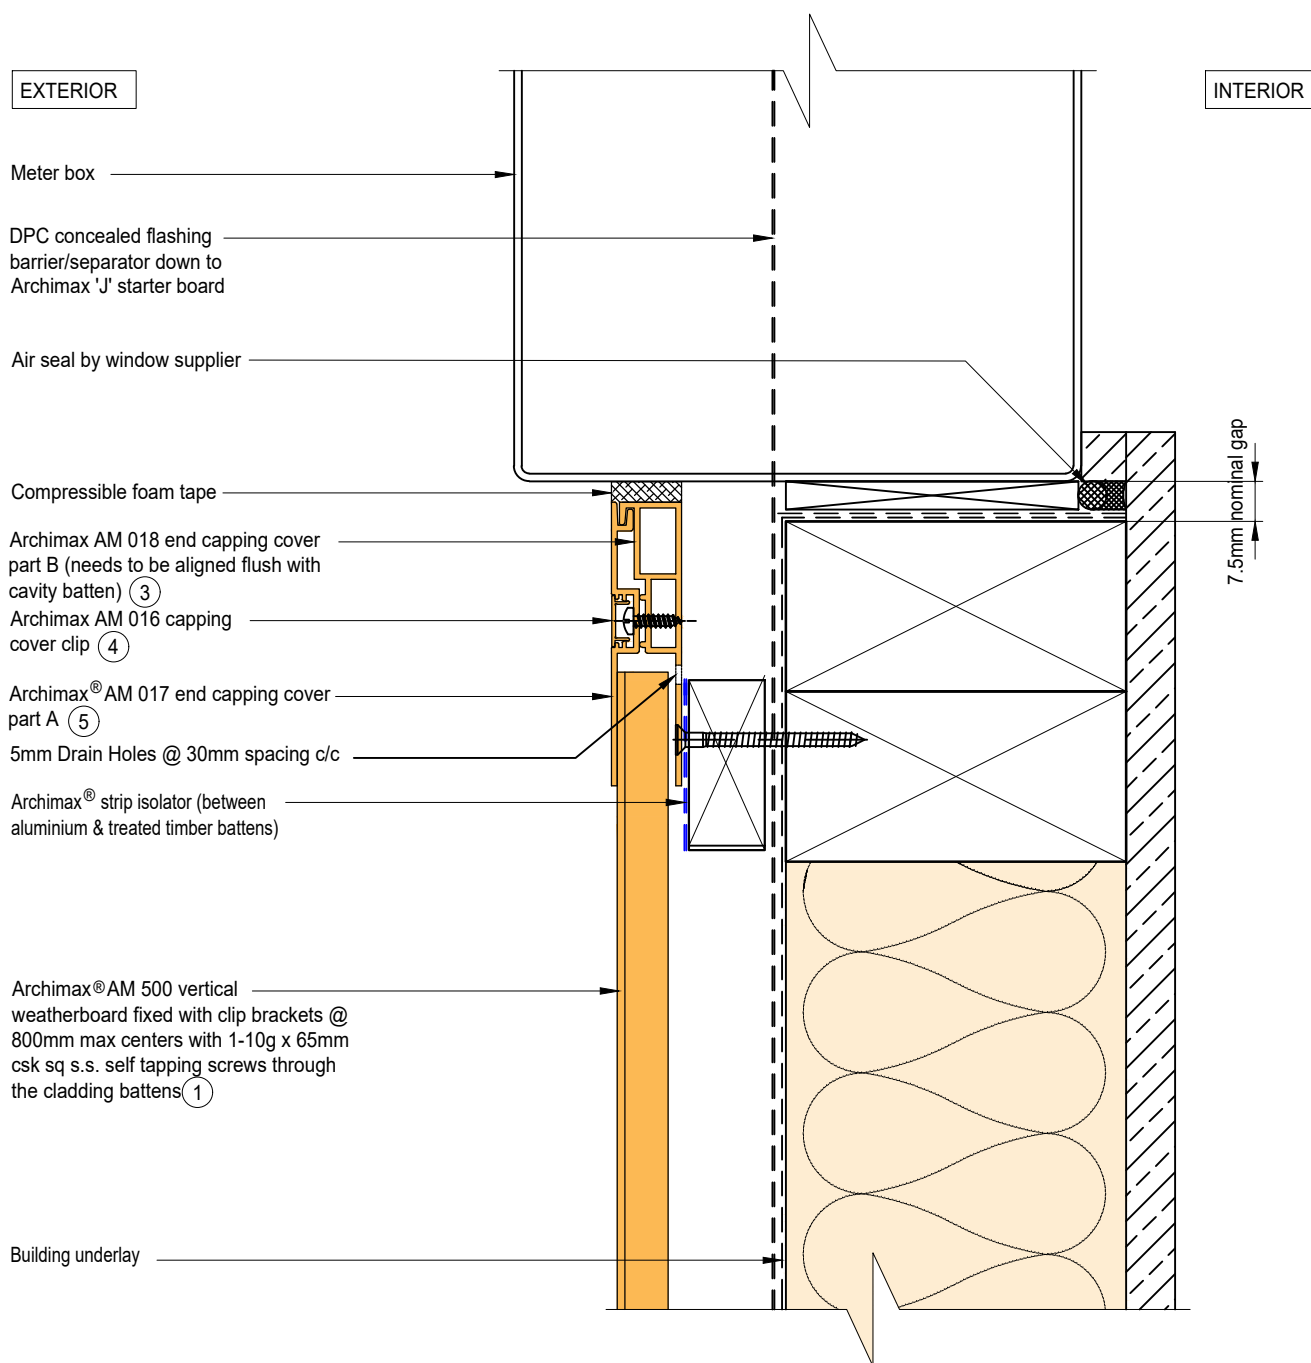 EXTERIOR
INTERIOR
Meter box
DPC concealed flashing
barrier/separator down to
Archimax 'J' starter board
Air seal by window supplier
7.5mm nominal gap
Compressible foam tape
Archimax AM 018 end capping cover
part B (needs to be aligned flush with
cavity batten) 3
Archimax AM 016 capping
cover clip 4
Archimax® AM 017 end capping cover
part A 5
5mm Drain Holes @ 30mm spacing c/c
Archimax® strip isolator (between
aluminium & treated timber battens)
Archimax® AM 500 vertical
weatherboard fixed with clip brackets @
800mm max centers with 1-10g x 65mm
csk sq s.s. self tapping screws through
the cladding battens 1
Building underlay